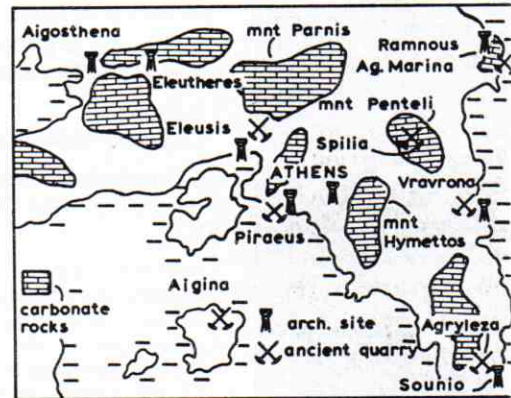 Aigosthena
mnt Parnis
Ramnous
Ag. Marina
Eleutheres
mnt Penteli
Eleusis
Spilia
ATHENS
Vravrona
Piraeus
mnt
Hymettos
Aigina
carbonate
rocks
arch. site
ancient quarry
Agryleza
Sounio